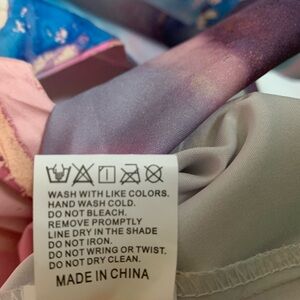 WASH WITH LIKE COLORS.
HAND WASH COLD.
DO NOT BLEACH.
REMOVE PROMPTLY
LINE DRY IN THE SHADE
DO NOT IRON.
DO NOT WRING OR TWIST.
DO NOT DRY CLEAN.
MADE IN CHINA